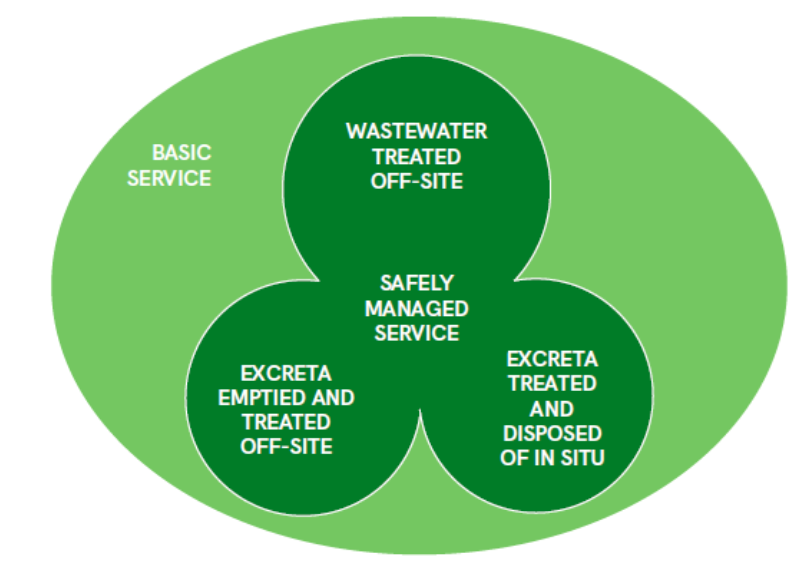 WASTEWATER
TREATED
OFF-SITE
BASIC
SERVICE
SAFELY
MANAGED
SERVICE
EXCRETA
EMPTIED AND
TREATED
OFF-SITE
EXCRETA
TREATED
AND
DISPOSED
OF IN SITU